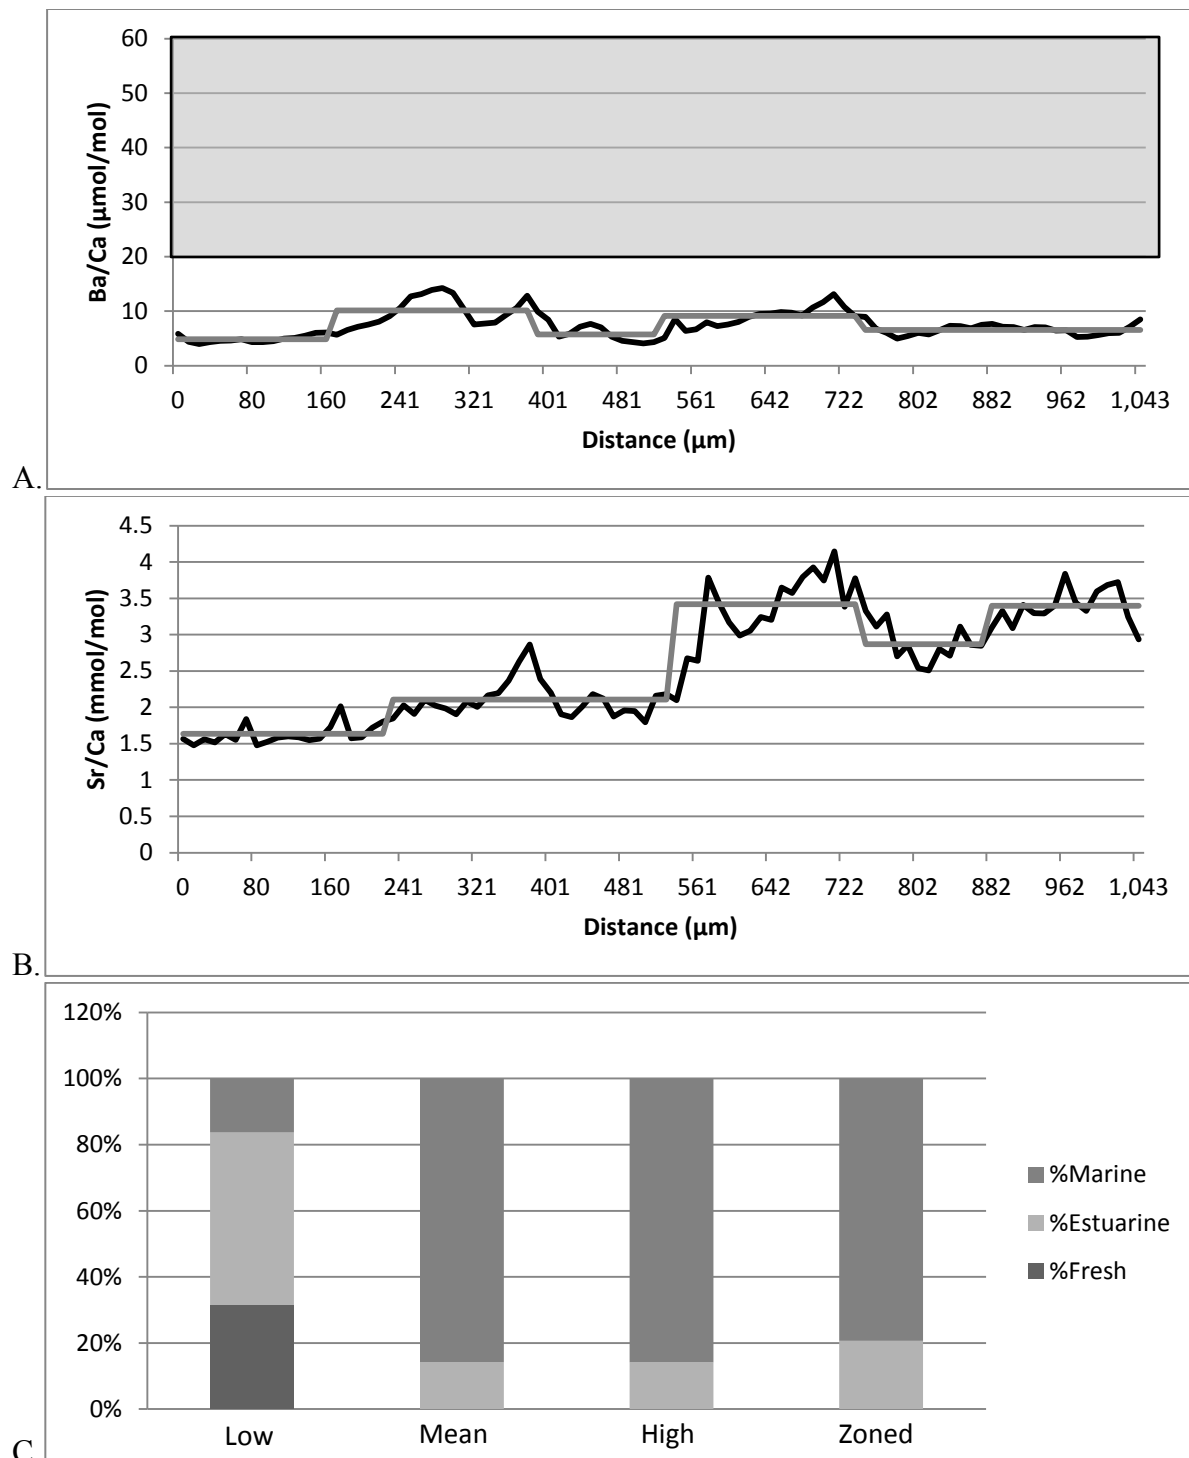 60
50
40
30
20
10
0
Ba/Ca (µmol/mol)
0 80 160 241 321 401 481 561 642 722 802 882 962 1,043
Distance (µm)
A.
4.5
4
3.5
3
2.5
2
1.5
1
0.5
0
Sr/Ca (mmol/mol)
0 80 160 241 321 401 481 561 642 722 802 882 962 1,043
Distance (µm)
B.
120%
100%
80%
60%
40%
20%
0%
%Marine
%Estuarine
%Fresh
Low Mean High Zoned
C